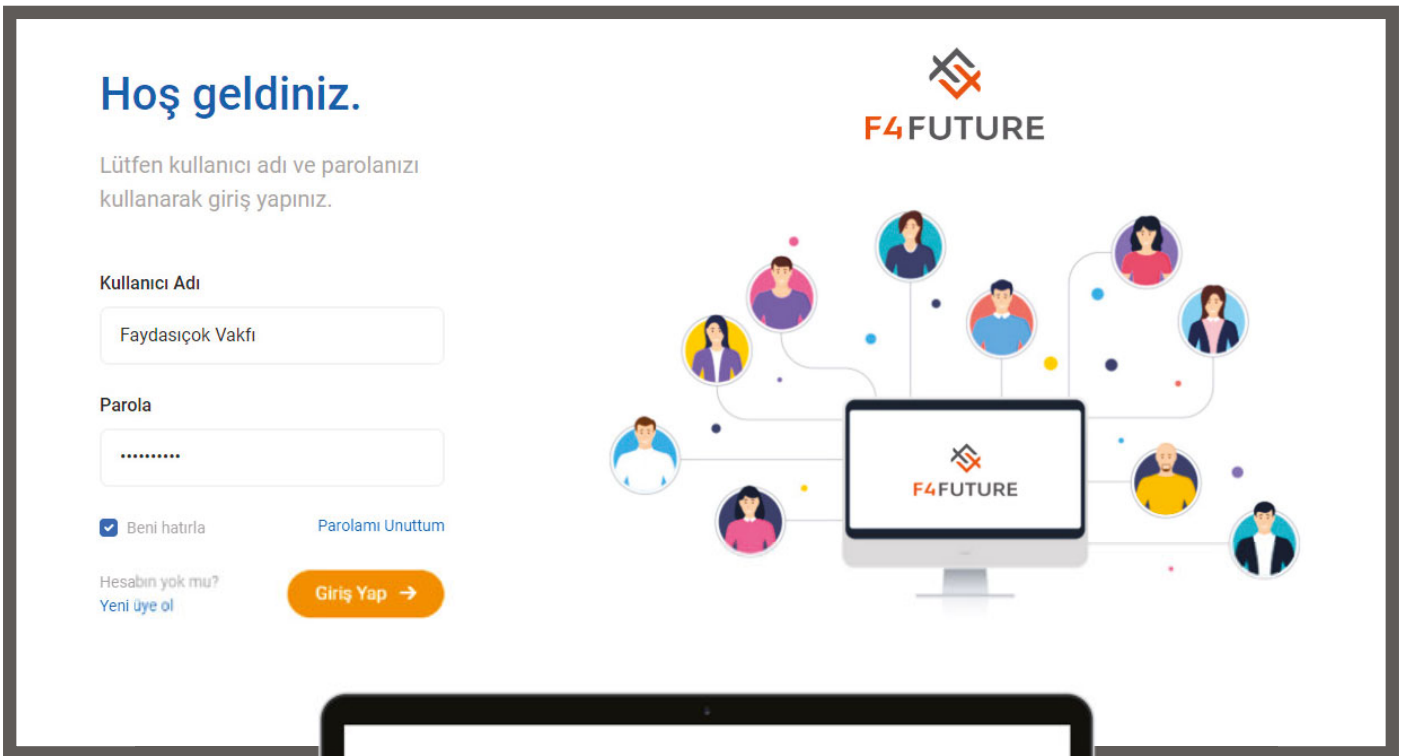 Hoş geldiniz.
Lütfen kullanıcı adı ve parolanızı
kullanarak giriş yapınız.
Kullanıcı Adı
Faydasıçok Vakfı
Parola
••••••••••
Beni hatırla
Parolamı Unuttum
Hesabın yok mu?
Yeni üye ol
Giriş Yap →
F4FUTURE
F4FUTURE